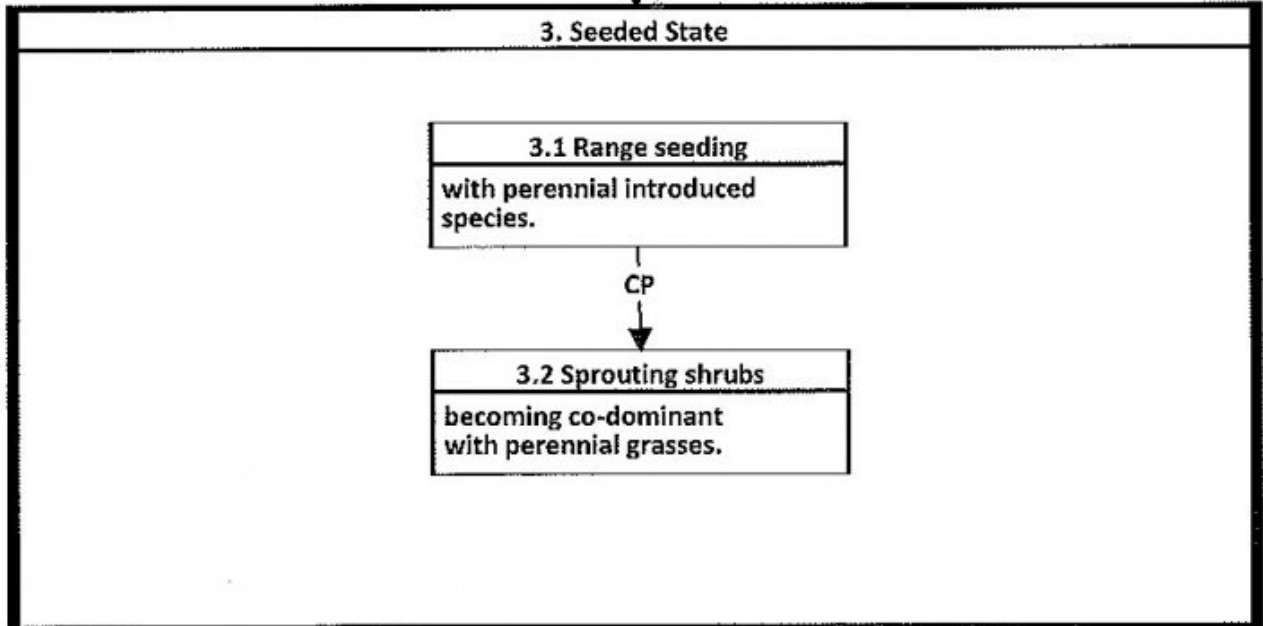 3. Seeded State
3.1 Range seeding
with perennial introduced
species.
CP
3.2 Sprouting shrubs
becoming co-dominant
with perennial grasses.